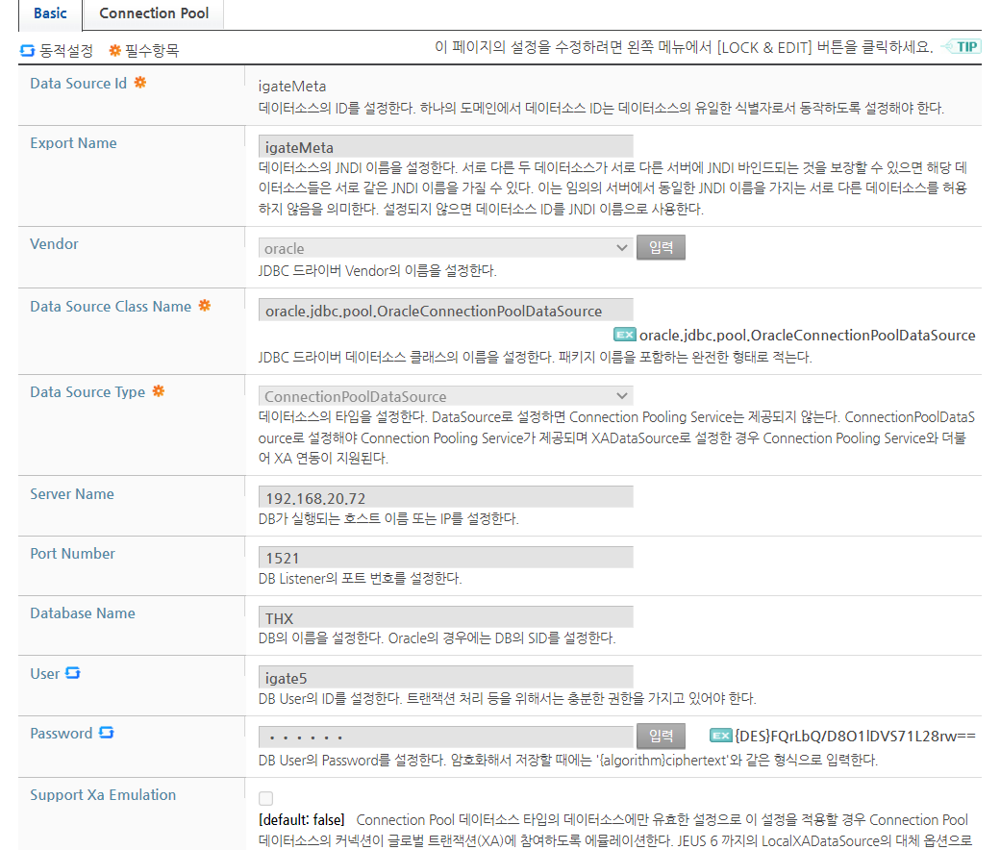 Basic Connection Pool
동적설정 필수항목 이 페이지의 설정을 수정하려면 왼쪽 메뉴에서 [LOCK & EDIT] 버튼을 클릭하세요. TIP
Data Source Id
igateMeta
데이터소스의 ID를 설정한다. 하나의 도메인에서 데이터소스 ID는 데이터소스의 유일한 식별자로서 동작하도록 설정해야 한다.
Export Name
igateMeta
데이터소스의 JNDI 이름을 설정한다. 서로 다른 두 데이터소스가 서로 다른 서버에 JNDI 바인드되는 것을 보장할 수 있으면 해당 데
이터소스들은 서로 같은 JNDI 이름을 가질 수 있다. 이는 임의의 서버에서 동일한 JNDI 이름을 가지는 서로 다른 데이터소스를 허용
하지 않음을 의미한다. 설정되지 않으면 데이터소스 ID를 JNDI 이름으로 사용한다.
Vendor
oracle 입력
JDBC 드라이버 Vendor의 이름을 설정한다.
Data Source Class Name
oracle.jdbc.pool.OracleConnectionPoolDataSource
EX oracle.jdbc.pool.OracleConnectionPoolDataSource
JDBC 드라이버 데이터소스 클래스의 이름을 설정한다. 패키지 이름을 포함하는 완전한 형태로 적는다.
Data Source Type
ConnectionPoolDataSource
데이터소스의 타입을 설정한다. DataSource로 설정하면 Connection Pooling Service는 제공되지 않는다. ConnectionPoolDataS
ource로 설정해야 Connection Pooling Service가 제공되며 XADataSource로 설정한 경우 Connection Pooling Service와 더불
어 XA 연동이 지원된다.
Server Name
192.168.20.72
DB가 실행되는 호스트 이름 또는 IP를 설정한다.
Port Number
1521
DB Listener의 포트 번호를 설정한다.
Database Name
THX
DB의 이름을 설정한다. Oracle의 경우에는 DB의 SID를 설정한다.
User
igate5
DB User의 ID를 설정한다. 트랜잭션 처리 등을 위해서는 충분한 권한을 가지고 있어야 한다.
Password
• • • • • • 입력 EX {DES}FQrLbQ/D8O1lDVS71L28rw==
DB User의 Password를 설정한다. 암호화해서 저장할 때에는 '{algorithm}ciphertext'와 같은 형식으로 입력한다.
Support Xa Emulation
[default: false] Connection Pool 데이터소스 타입의 데이터소스에만 유효한 설정으로 이 설정을 적용할 경우 Connection Pool
데이터소스의 커넥션이 글로벌 트랜잭션(XA)에 참여하도록 에뮬레이션한다. JEUS 6 까지의 LocalXADataSource의 대체 옵션으로